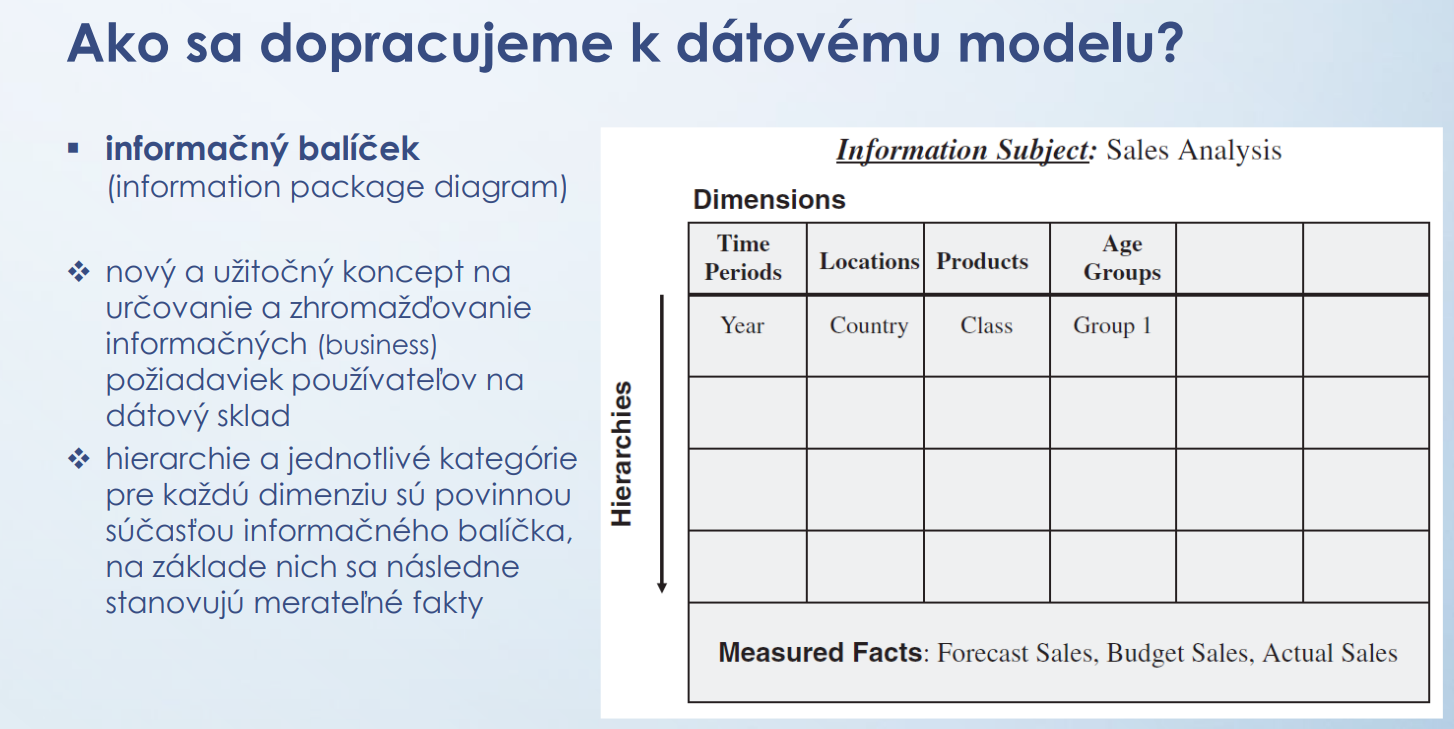 Ako sa dopracujeme k dátovému modelu?
informačný balíček
(information package diagram)
nový a užitočný koncept na
určovanie a zhromažďovanie
informačných (business)
požiadaviek používateľov na
dátový sklad
hierarchie a jednotlivé kategórie
pre každú dimenziu sú povinnou
súčasťou informačného balíčka,
na základe nich sa následne
stanovujú merateľné fakty
Information Subject: Sales Analysis
Dimensions
Time
Periods
Locations
Products
Age
Groups
Year
Country
Class
Group 1
Hierarchies
Measured Facts: Forecast Sales, Budget Sales, Actual Sales